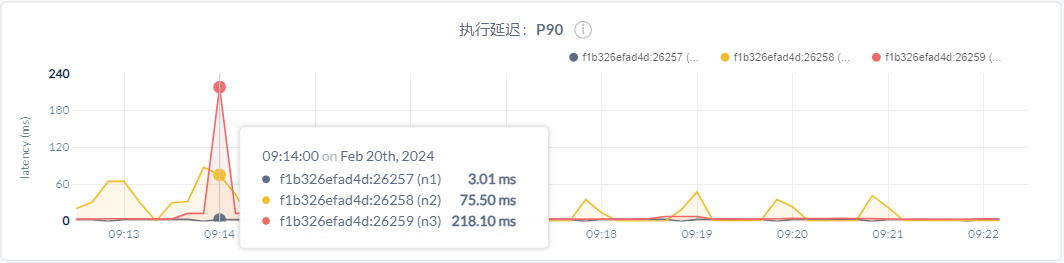 执行延迟：P90 i
f1b326efad4d:26257 (... f1b326efad4d:26258 (... f1b326efad4d:26259 (...
latency (ms)
240
180
120
60
0
09:14:00 on Feb 20th, 2024
f1b326efad4d:26257 (n1) 3.01 ms
f1b326efad4d:26258 (n2) 75.50 ms
f1b326efad4d:26259 (n3) 218.10 ms
09:13 09:14 09:18 09:19 09:20 09:21 09:22